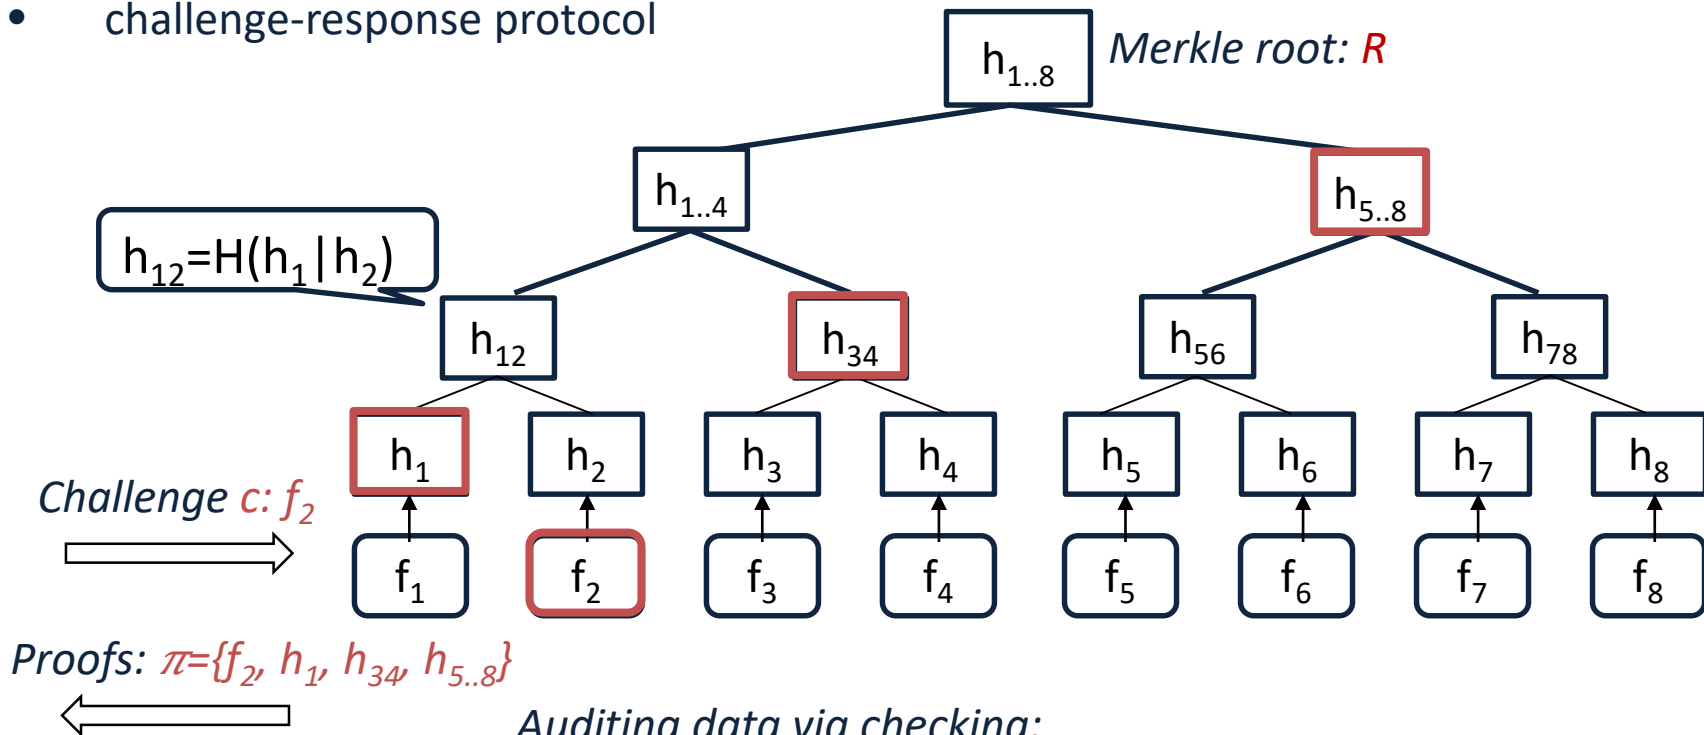 • challenge-response protocol
h₁..₈
Merkle root: R
h₁..₄
h₅..₈
h₁₂=H(h₁|h₂)
h₁₂
h₃₄
h₅₆
h₇₈
h₁
h₂
h₃
h₄
h₅
h₆
h₇
h₈
Challenge c: f₂
f₁
f₂
f₃
f₄
f₅
f₆
f₇
f₈
Proofs: π={f₂, h₁, h₃₄, h₅..₈}
Auditing data via checking: